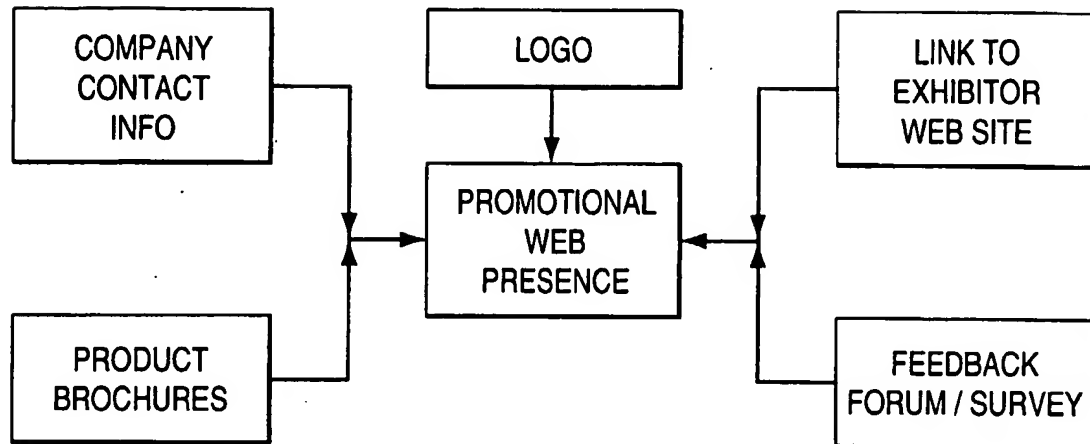 COMPANY
CONTACT
INFO
LOGO
LINK TO
EXHIBITOR
WEB SITE
PROMOTIONAL
WEB
PRESENCE
PRODUCT
BROCHURES
FEEDBACK
FORUM / SURVEY